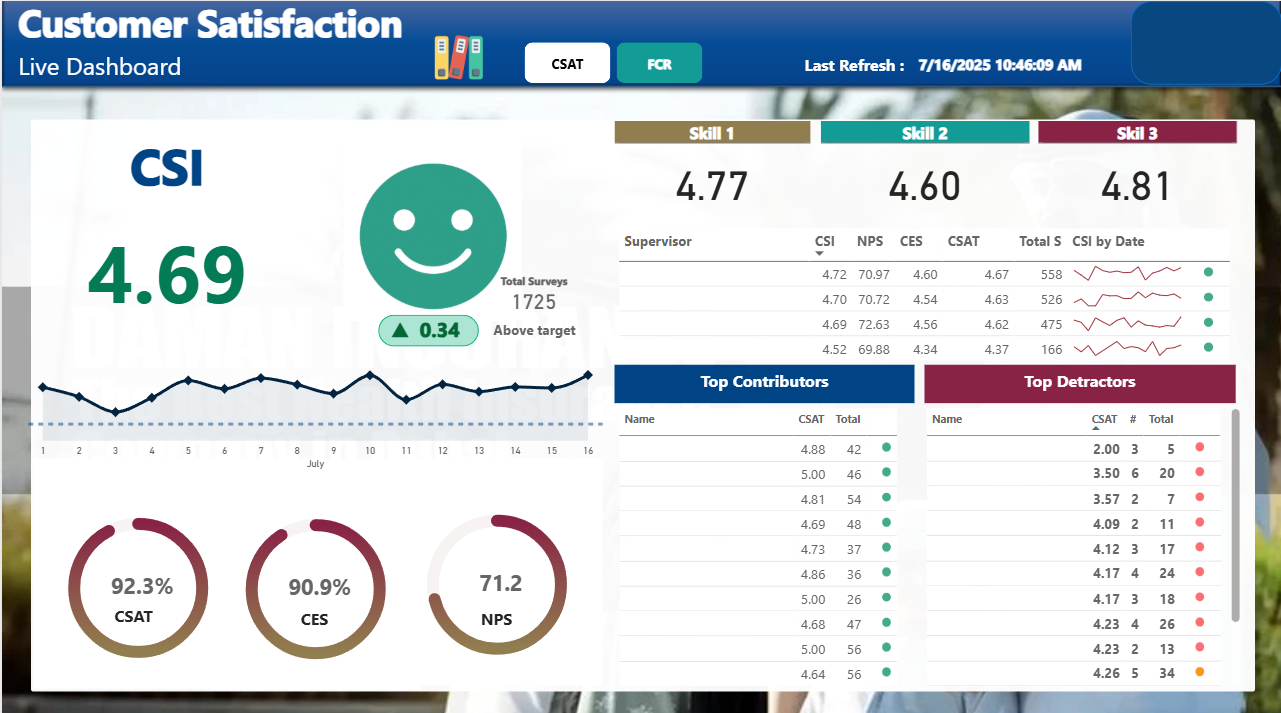 Customer Satisfaction
Live Dashboard
CSAT
FCR
Last Refresh : 7/16/2025 10:46:09 AM
CSI
4.69
Total Surveys
1725
0.34
Above target
1 2 3 4 5 6 7 8 9 10 11 12 13 14 15 16
July
92.3%
CSAT
90.9%
CES
71.2
NPS
Skill 1 Skill 2 Skil 3
4.77 4.60 4.81
Supervisor CSI NPS CES CSAT Total S CSI by Date
4.72 70.97 4.60 4.67 558
4.70 70.72 4.54 4.63 526
4.69 72.63 4.56 4.62 475
4.52 69.88 4.34 4.37 166
Top Contributors
Name CSAT Total
4.88 42
5.00 46
4.81 54
4.69 48
4.73 37
4.86 36
5.00 26
4.68 47
5.00 56
4.64 56
Top Detractors
Name CSAT # Total
2.00 3 5
3.50 6 20
3.57 2 7
4.09 2 11
4.12 3 17
4.17 4 24
4.17 3 18
4.23 4 26
4.23 2 13
4.26 5 34